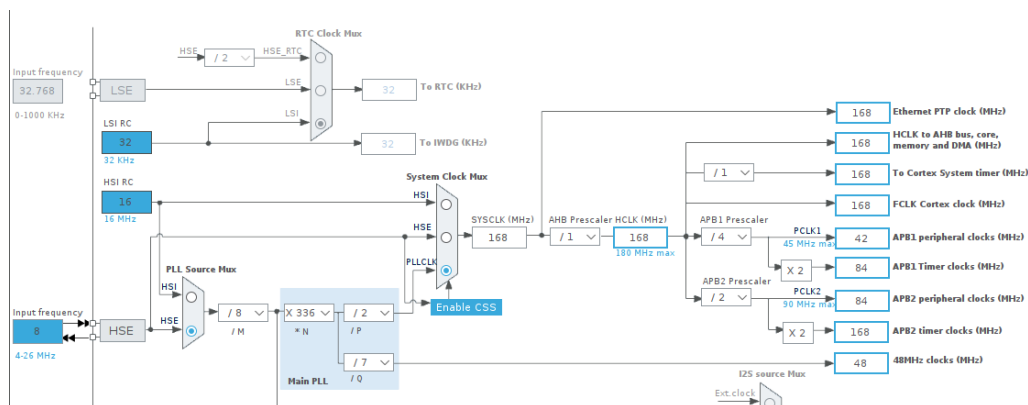 RTC Clock Mux
HSE
/ 2
HSE_RTC
Input frequency
32.768
0-1000 KHz
LSE
LSE
32
To RTC (KHz)
LSI RC
32
32 KHz
LSI
32
To IWDG (KHz)
HSI RC
16
16 MHz
System Clock Mux
HSI
HSE
PLLCLK
SYSCLK (MHz)
168
AHB Prescaler
/ 1
HCLK (MHz)
168
180 MHz max
168
Ethernet PTP clock (MHz)
168
HCLK to AHB bus, core,
memory and DMA (MHz)
/ 1
168
To Cortex System timer (MHz)
168
FCLK Cortex clock (MHz)
APB1 Prescaler
/ 4
PCLK1
45 MHz max
42
APB1 peripheral clocks (MHz)
X 2
84
APB1 Timer clocks (MHz)
APB2 Prescaler
/ 2
PCLK2
90 MHz max
84
APB2 peripheral clocks (MHz)
X 2
168
APB2 timer clocks (MHz)
PLL Source Mux
HSI
HSE
Input frequency
8
4-26 MHz
HSE
/ 8
/ M
X 336
* N
/ 2
/ P
/ 7
/ Q
Main PLL
Enable CSS
48
48MHz clocks (MHz)
I2S source Mux
Ext.clock